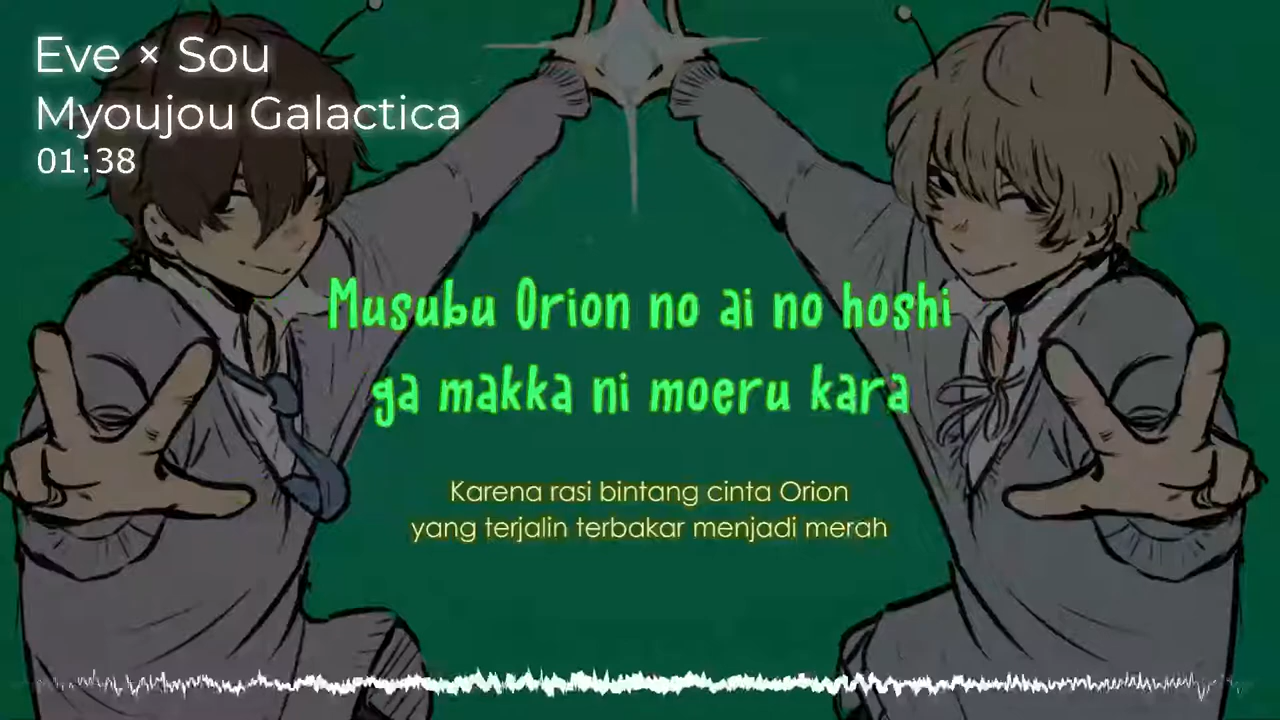 Eve × Sou
Myoujou Galactica
01:38
Musubu Orion no ai no hoshi
ga makka ni moeru kara
Karena rasi bintang cinta Orion
yang terjalin terbakar menjadi merah